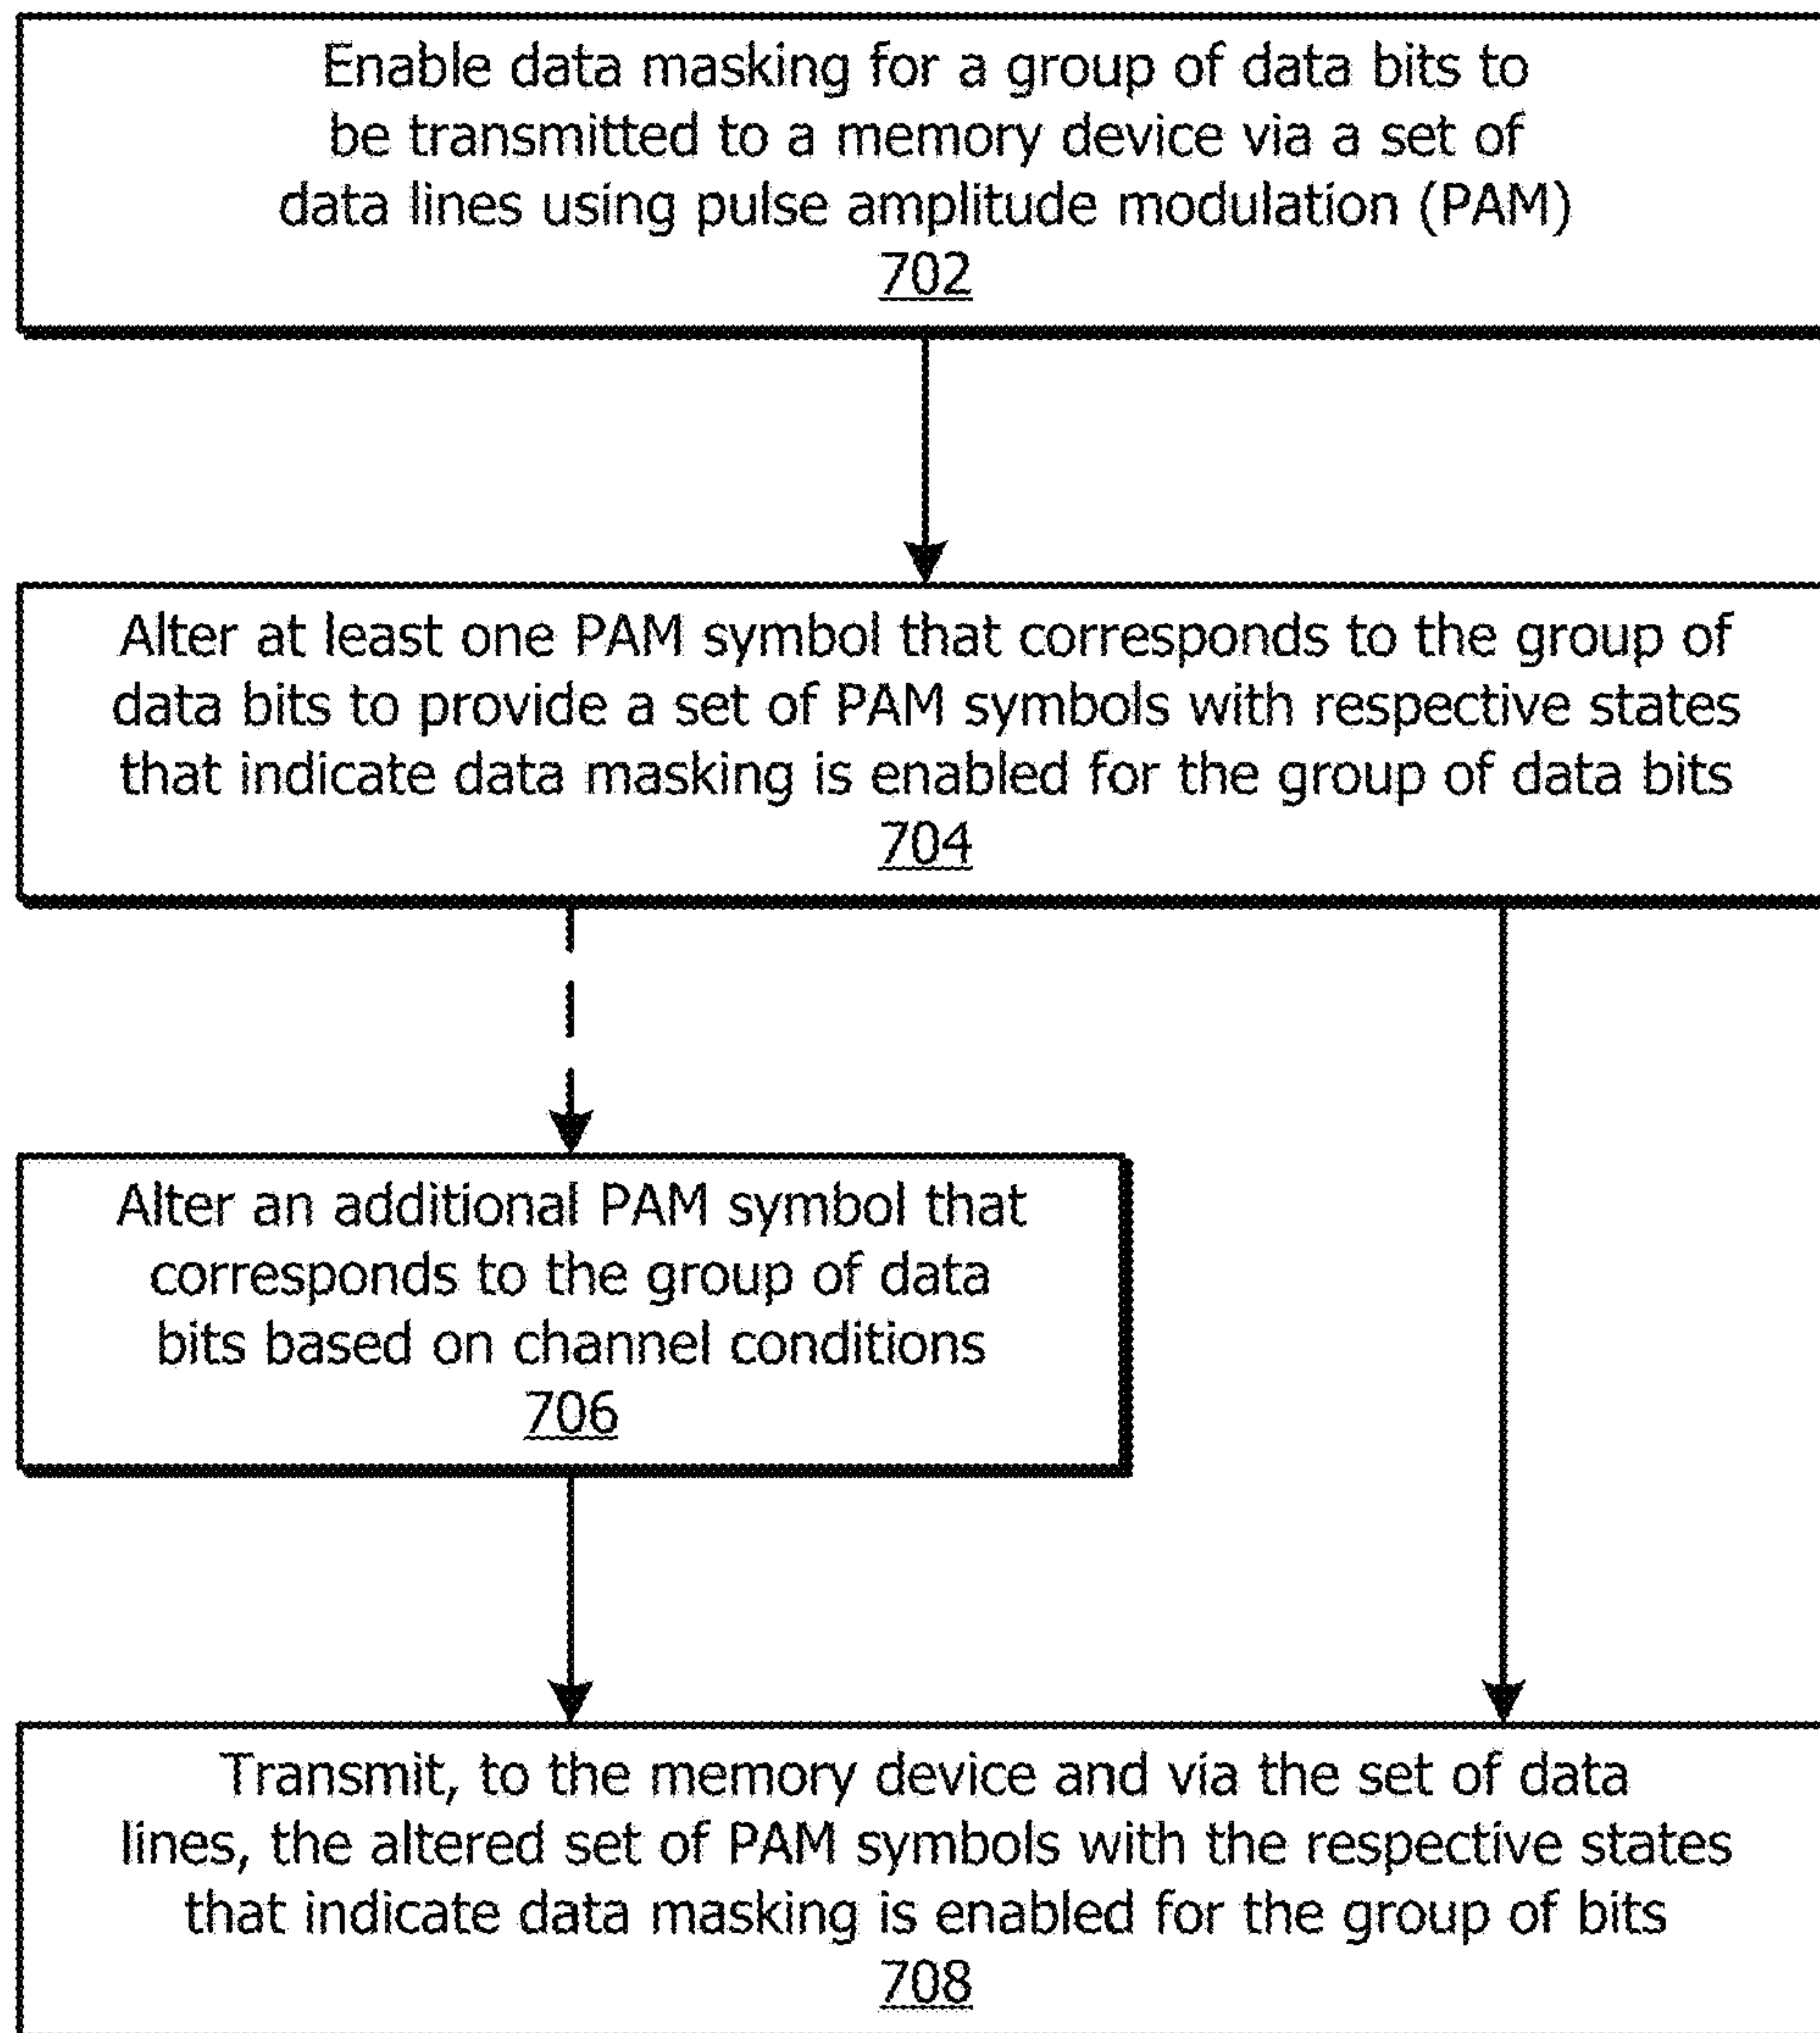 Enable data masking for a group of data bits to
be transmitted to a memory device via a set of
data lines using pulse amplitude modulation (PAM)
702
Alter at least one PAM symbol that corresponds to the group of
data bits to provide a set of PAM symbols with respective states
that indicate data masking is enabled for the group of data bits
704
Alter an additional PAM symbol that
corresponds to the group of data
bits based on channel conditions
706
Transmit, to the memory device and via the set of data
lines, the altered set of PAM symbols with the respective states
that indicate data masking is enabled for the group of bits
708